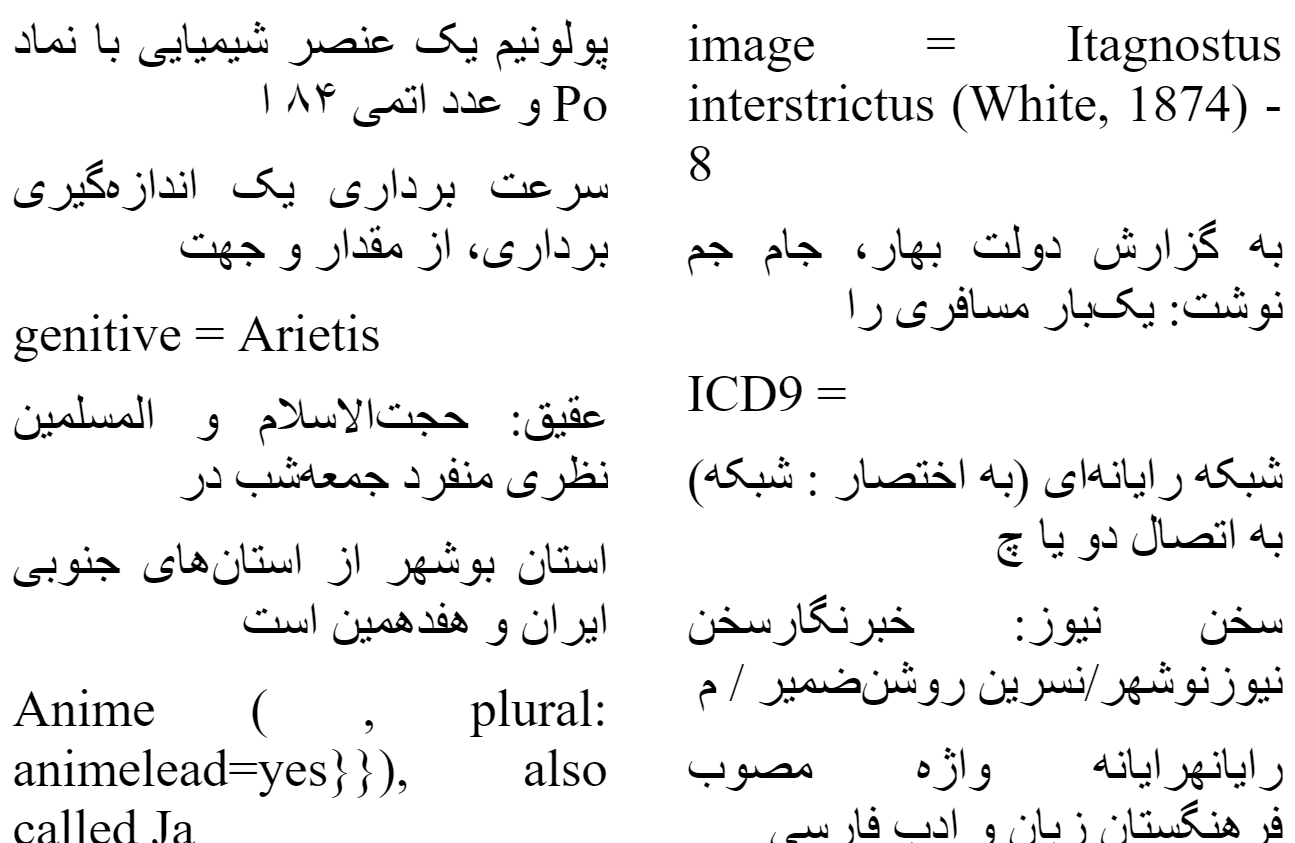 image = Itagnostus
interstrictus (White, 1874) -
8
به گزارش دولت بهار، جام جم
نوشت: یک‌بار مسافری را
ICD9 =
شبکه رایانه‌ای (به اختصار : شبکه)
به اتصال دو یا چ
سخن نیوز: خبرنگارسخن
نیوزنوشهر/نسرین روشن‌ضمیر / م
رایانهرایانه واژه مصوب
فرهنگستان زبان و ادب فارسی
پولونیم یک عنصر شیمیایی با نماد
Po و عدد اتمی ۸۴ ا
سرعت برداری یک اندازه‌گیری
برداری، از مقدار و جهت
genitive = Arietis
عقیق: حجت‌الاسلام و المسلمین
نظری منفرد جمعه‌شب در
استان بوشهر از استان‌های جنوبی
ایران و هفدهمین است
Anime ( , plural:
animelead=yes}}), also
called Ja